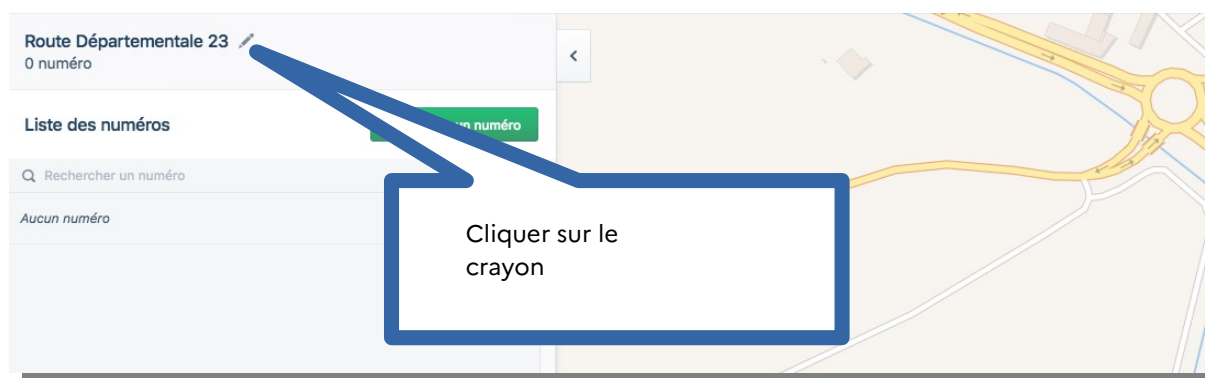 Route Départementale 23
0 numéro
Liste des numéros
un numéro
Rechercher un numéro
Aucun numéro
Cliquer sur le
crayon